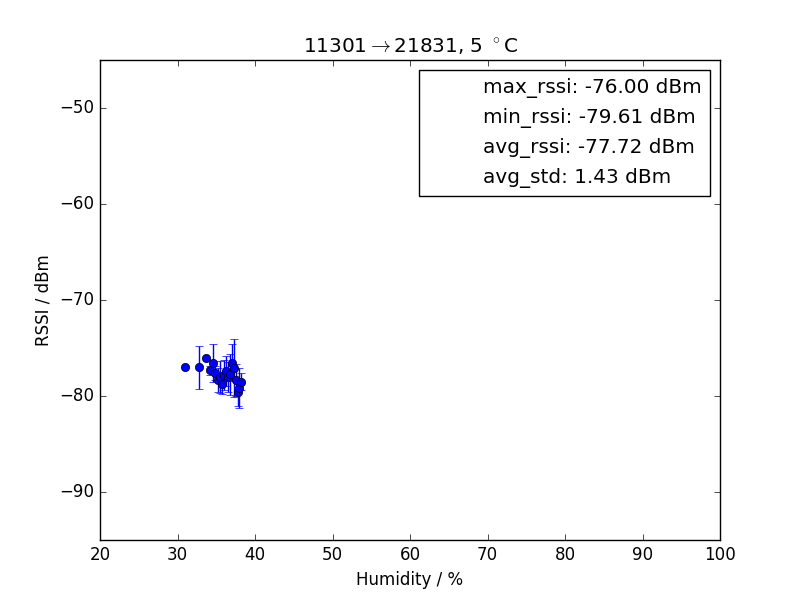 11301→21831, 5 °C
max_rssi: -76.00 dBm
min_rssi: -79.61 dBm
avg_rssi: -77.72 dBm
avg_std: 1.43 dBm
−50
−60
−70
−80
−90
RSSI / dBm
20 30 40 50 60 70 80 90 100
Humidity / %